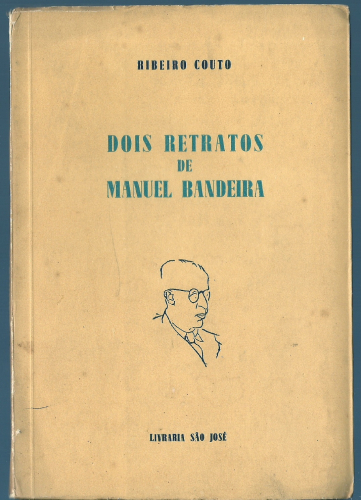 RIBEIRO COUTO
DOIS RETRATOS
DE
MANUEL BANDEIRA
LIVRARIA SÃO JOSÉ